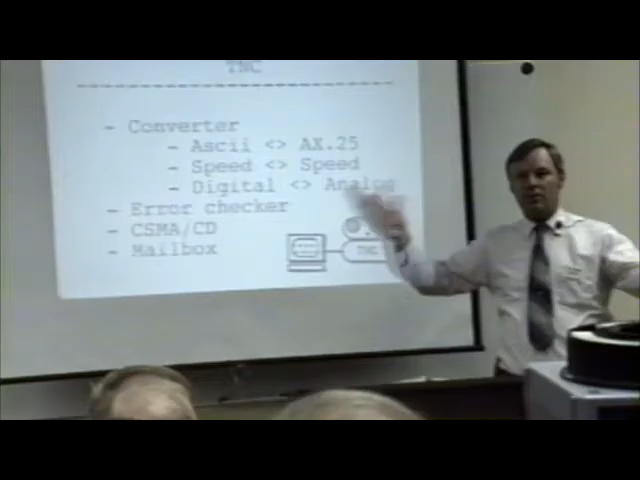 TNC
- Converter
- Ascii <> AX.25
- Speed <> Speed
- Digital <> Analog
- Error checker
- CSMA/CD
- Mailbox
TNC